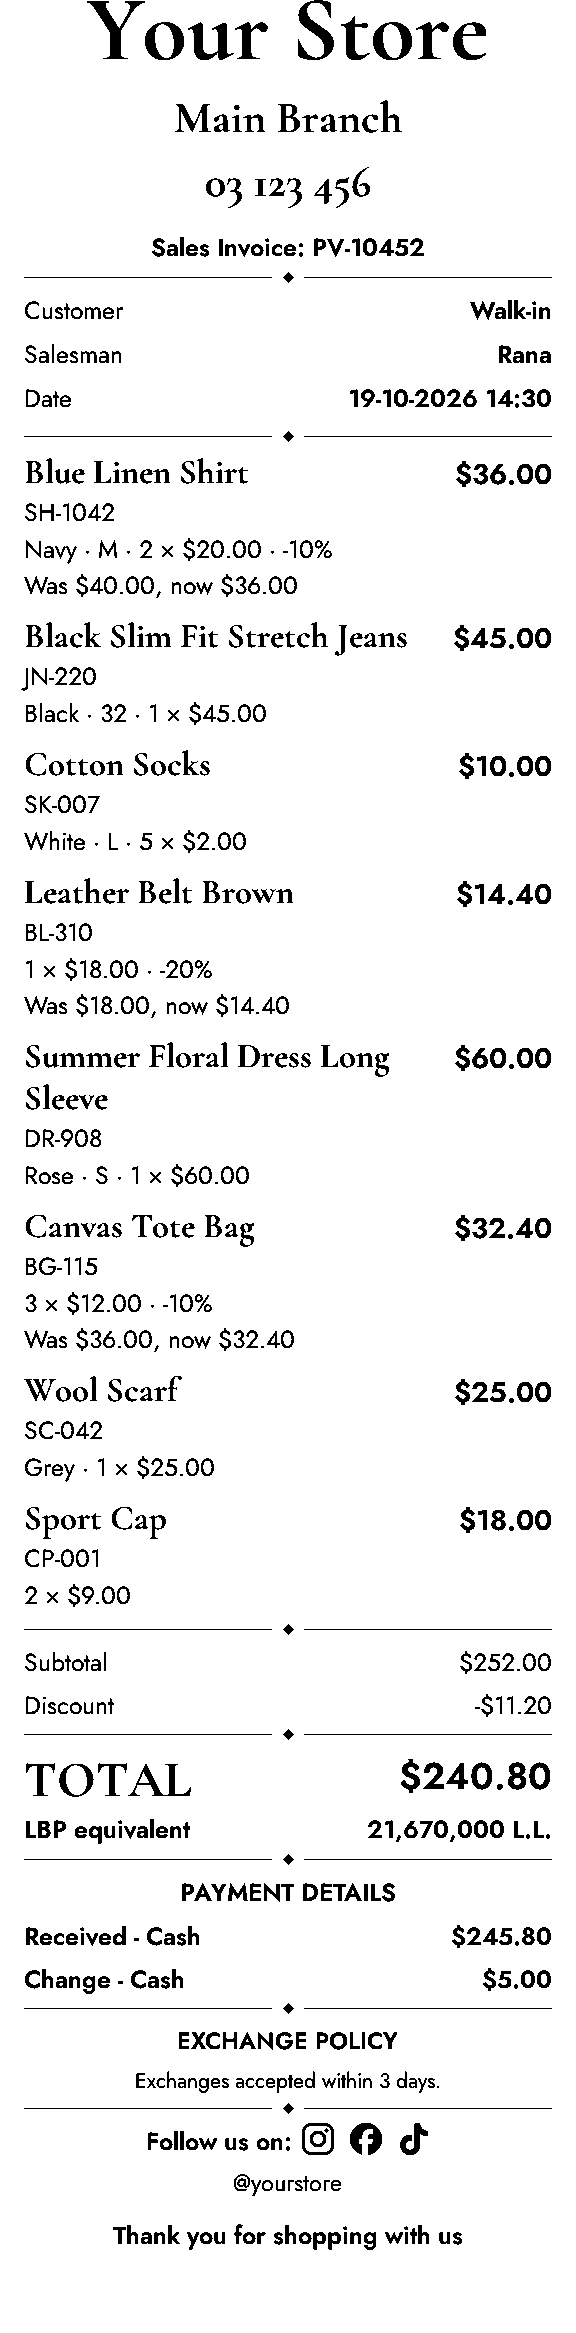 Your Store
Main Branch
03 123 456
Sales Invoice: PV-10452
Customer Walk-in
Salesman Rana
Date 19-10-2026 14:30
Blue Linen Shirt $36.00
SH-1042
Navy · M · 2 × $20.00 · -10%
Was $40.00, now $36.00
Black Slim Fit Stretch Jeans $45.00
JN-220
Black · 32 · 1 × $45.00
Cotton Socks $10.00
SK-007
White · L · 5 × $2.00
Leather Belt Brown $14.40
BL-310
1 × $18.00 · -20%
Was $18.00, now $14.40
Summer Floral Dress Long $60.00
Sleeve
DR-908
Rose · S · 1 × $60.00
Canvas Tote Bag $32.40
BG-115
3 × $12.00 · -10%
Was $36.00, now $32.40
Wool Scarf $25.00
SC-042
Grey · 1 × $25.00
Sport Cap $18.00
CP-001
2 × $9.00
Subtotal $252.00
Discount -$11.20
TOTAL $240.80
LBP equivalent 21,670,000 L.L.
PAYMENT DETAILS
Received - Cash $245.80
Change - Cash $5.00
EXCHANGE POLICY
Exchanges accepted within 3 days.
Follow us on:
@yourstore
Thank you for shopping with us